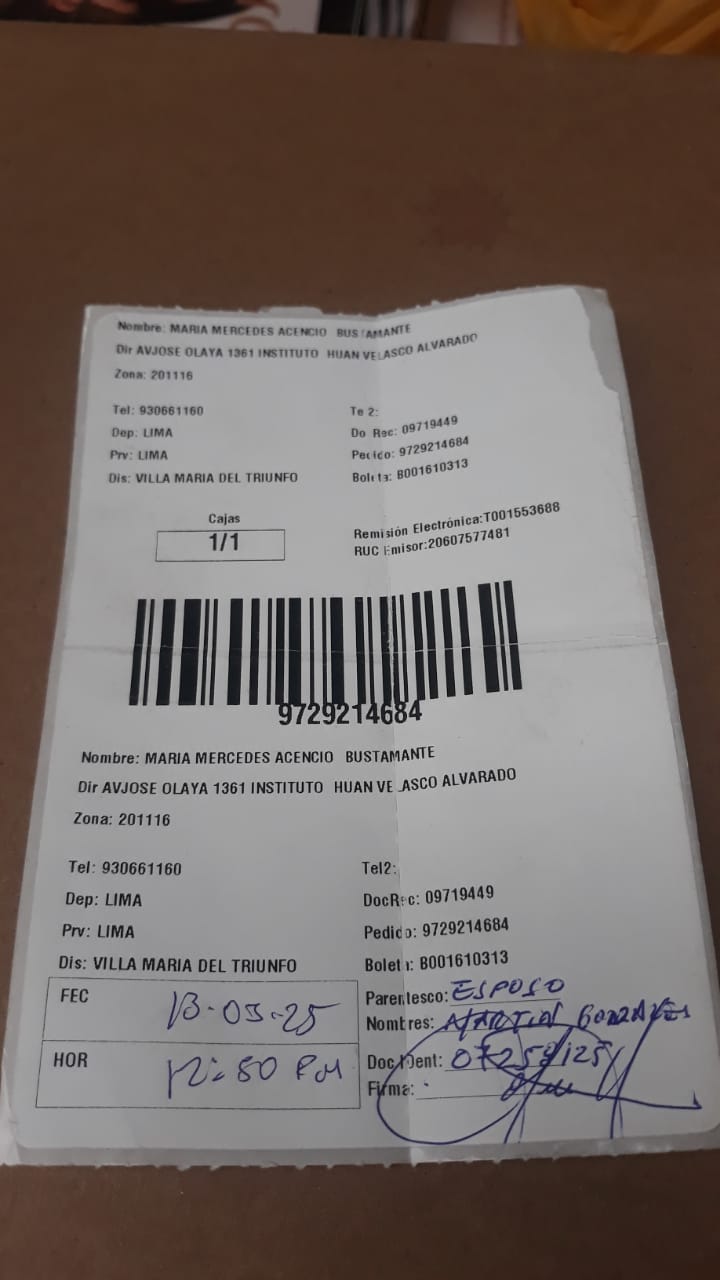 Nombre: MARIA MERCEDES ACENCIO BUSTAMANTE
Dir AVJOSE OLAYA 1361 INSTITUTO HUAN VELASCO ALVARADO
Zona: 201116
Tel: 930661160 Te 2:
Dep: LIMA Do Rec: 09719449
Prv: LIMA Pedido: 9729214684
Dis: VILLA MARIA DEL TRIUNFO Boleta: B001610313
Cajas
1/1
Remisión Electrónica:T001553688
RUC Emisor:20607577481
9729214684
Nombre: MARIA MERCEDES ACENCIO BUSTAMANTE
Dir AVJOSE OLAYA 1361 INSTITUTO HUAN VELASCO ALVARADO
Zona: 201116
Tel: 930661160 Tel2:
Dep: LIMA DocRec: 09719449
Prv: LIMA Pedido: 9729214684
Dis: VILLA MARIA DEL TRIUNFO Boleta: B001610313
FEC 13-03-25 Parentesco: ESPOSO
Nombres: MARTIN GONZALES
HOR 12:50 PM Doc.Ident: 07258125
Firma: